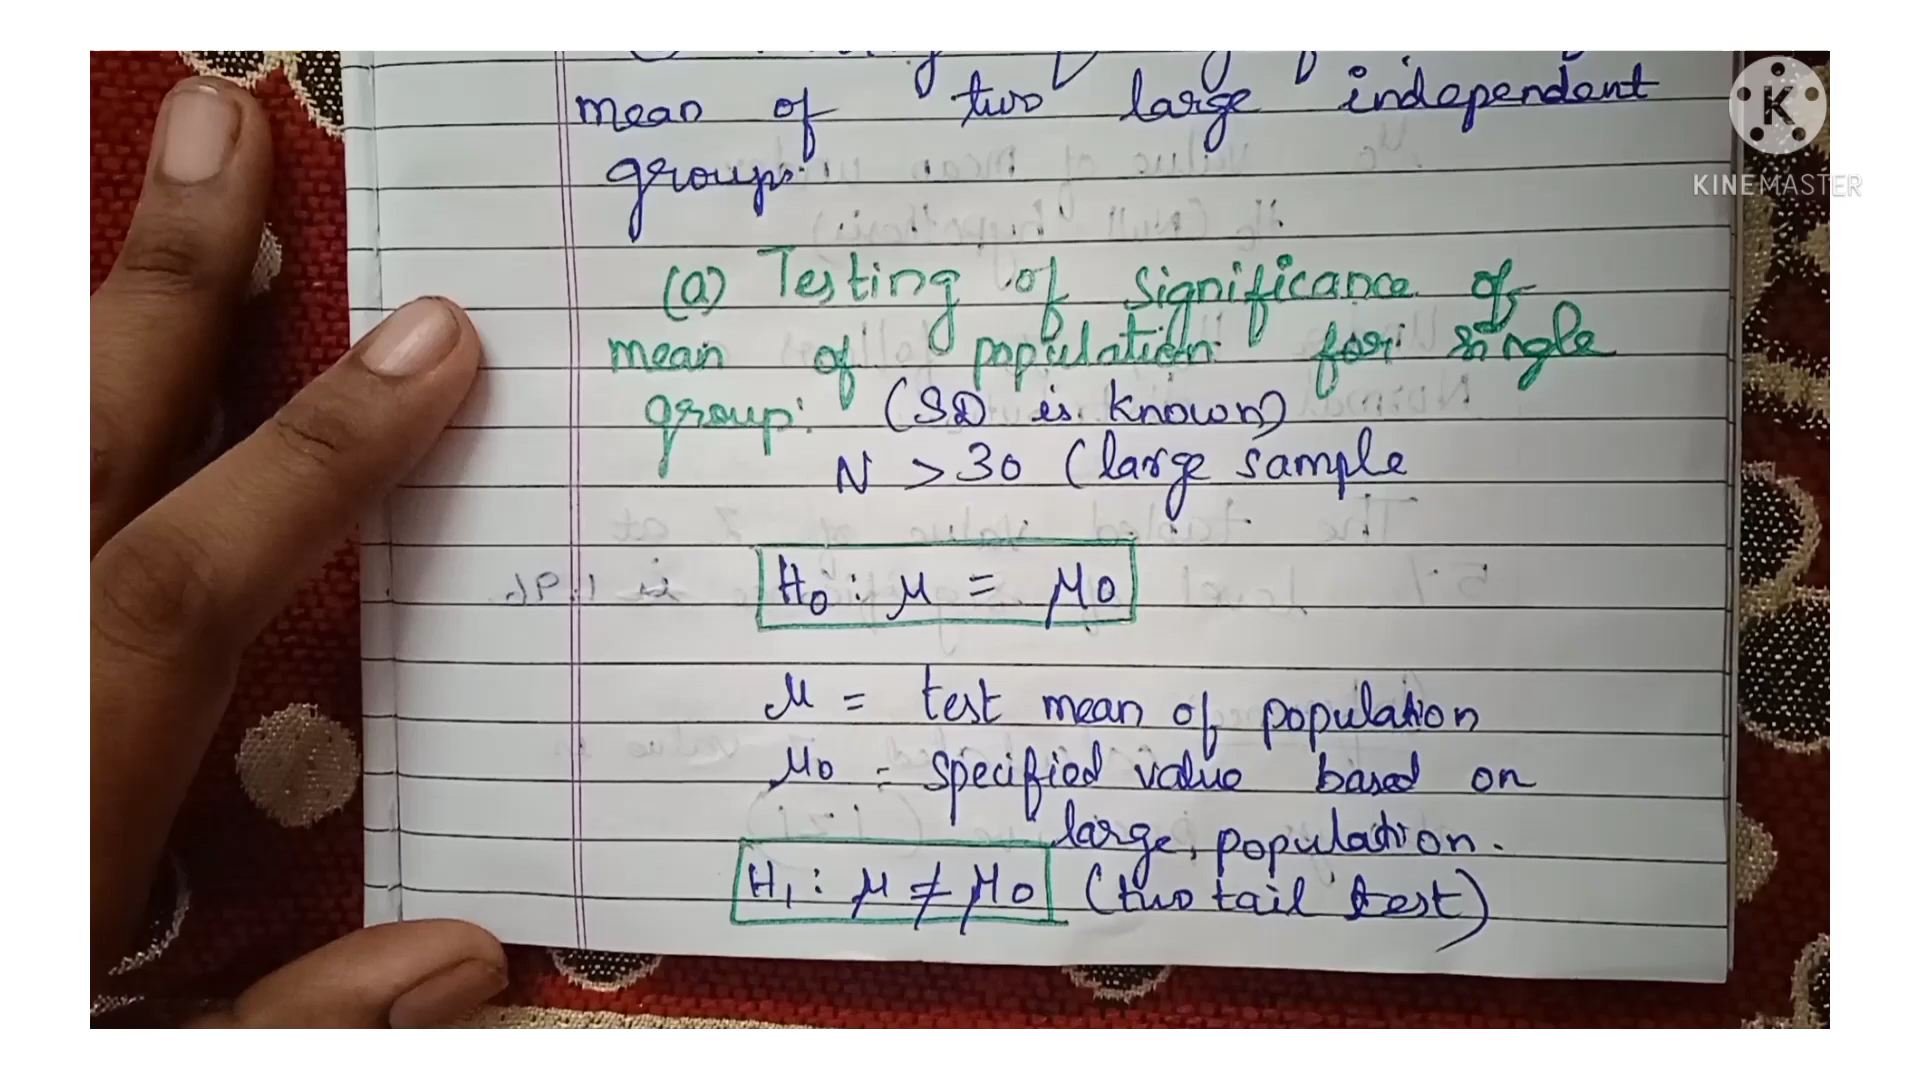 mean of two large independent
groups.
(a) Testing of significance of
mean of population for single
group: (SD is known)
N > 30 (large sample
H₀ : μ = μ₀
μ = test mean of population
μ₀ = specified value based on
large, population.
H₁ : μ ≠ μ₀ (two tail test)
K
KINEMASTER